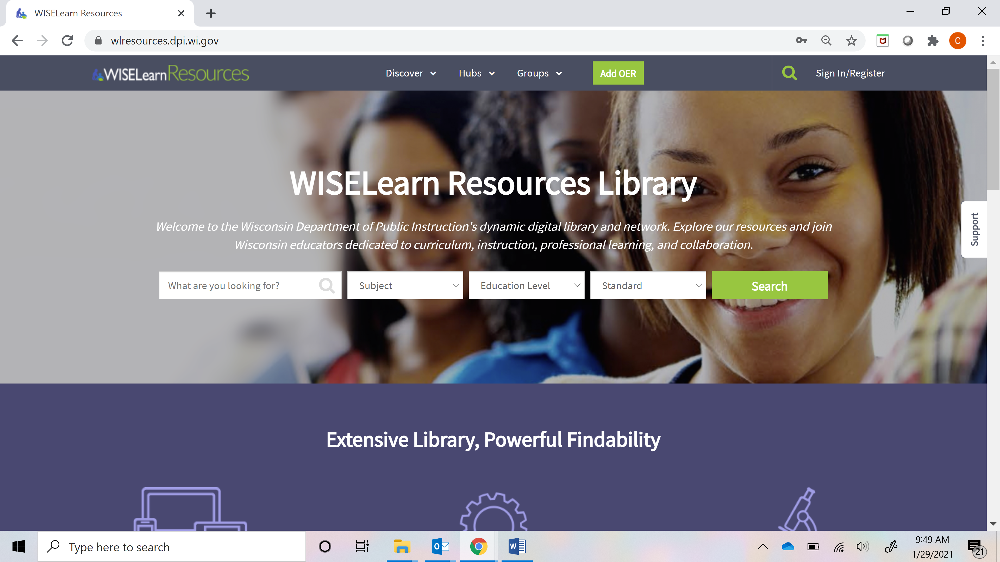 WISELearn Resources
wlresources.dpi.wi.gov
C
WISELearnResources
Discover
Hubs
Groups
Add OER
Sign In/Register
WISELearn Resources Library
Welcome to the Wisconsin Department of Public Instruction's dynamic digital library and network. Explore our resources and join
Wisconsin educators dedicated to curriculum, instruction, professional learning, and collaboration.
Support
What are you looking for?
Subject
Education Level
Standard
Search
Extensive Library, Powerful Findability
Type here to search
O
W
9:49 AM
1/29/2021
21